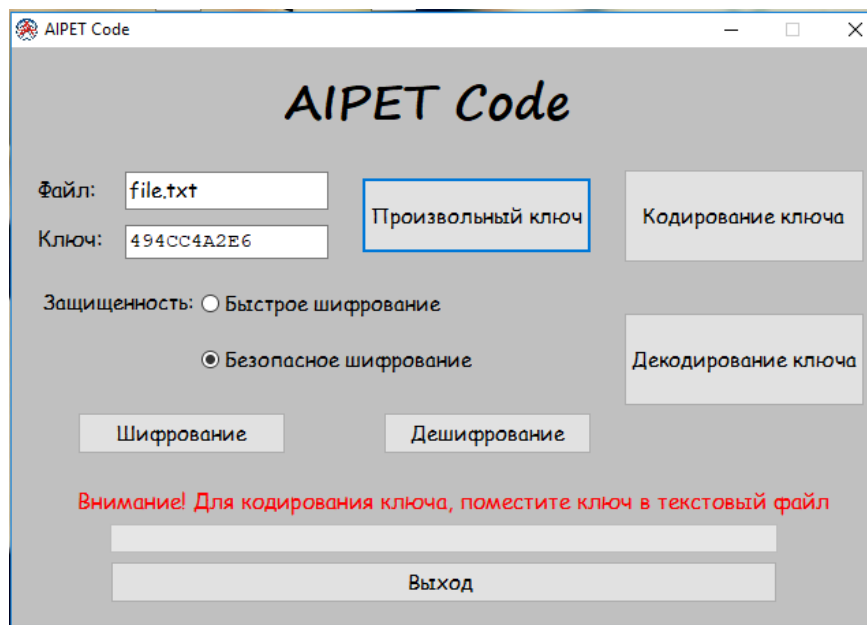 AIPET Code
AIPET Code
Файл:
file.txt
Произвольный ключ
Кодирование ключа
Ключ:
494CC4A2E6
Защищенность:
Быстрое шифрование
Безопасное шифрование
Декодирование ключа
Шифрование
Дешифрование
Внимание! Для кодирования ключа, поместите ключ в текстовый файл
Выход